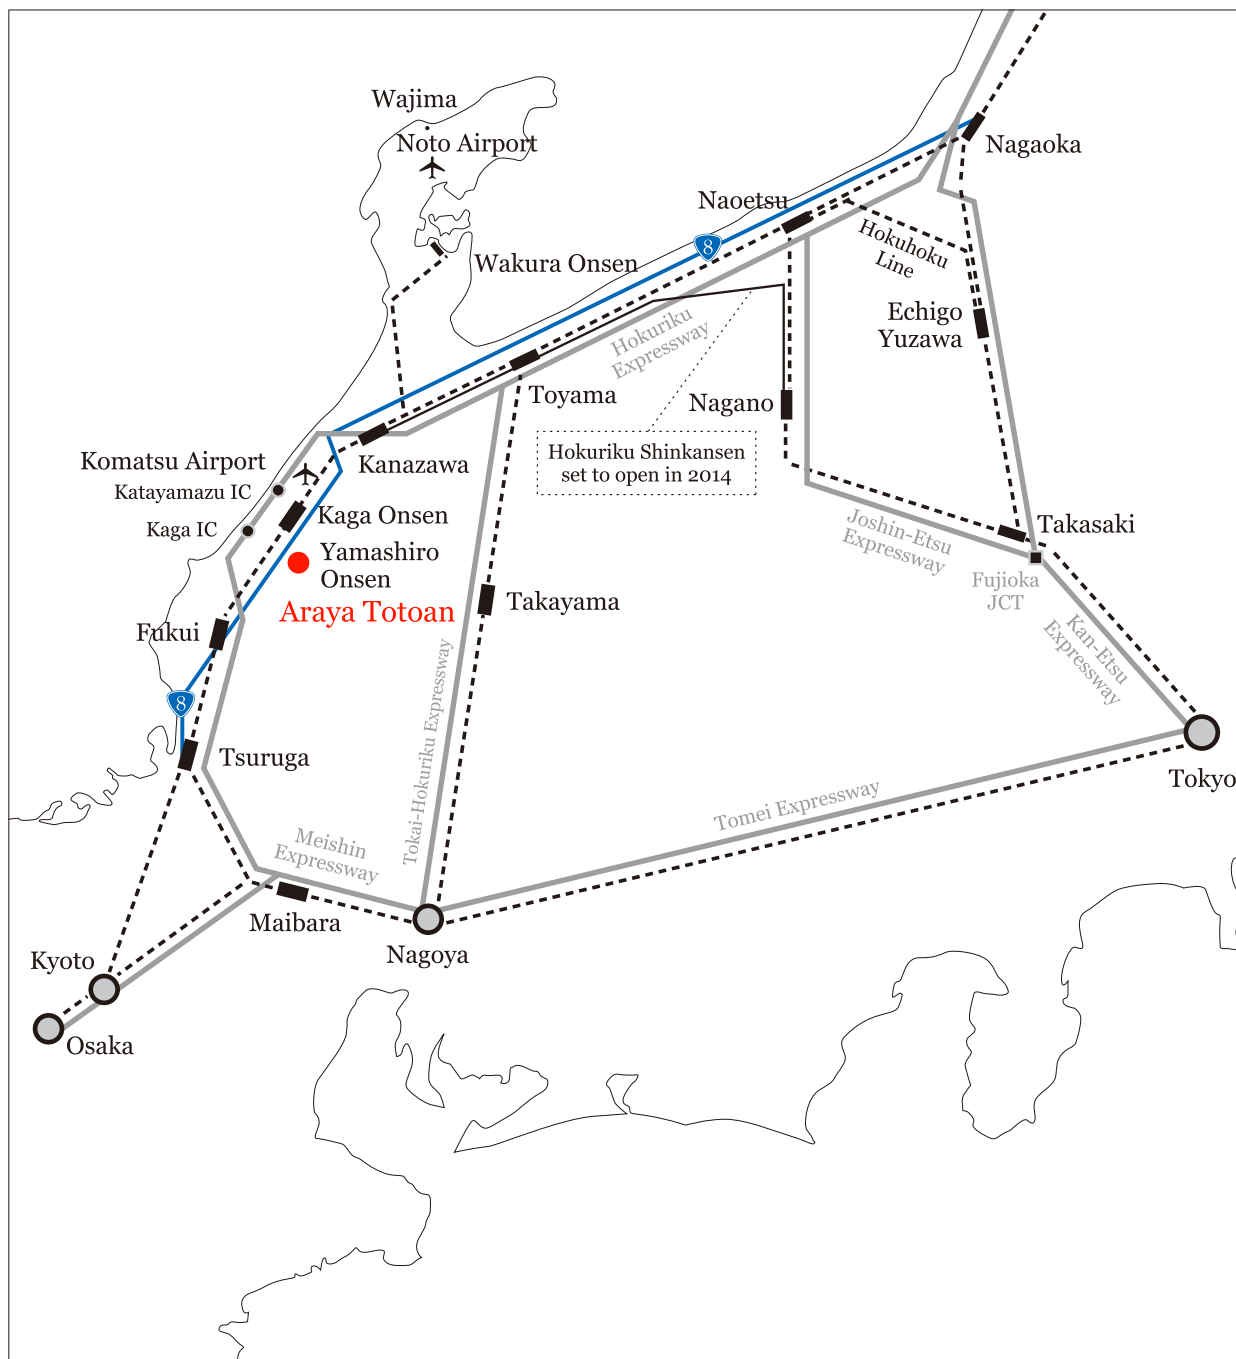 Wajima
Noto Airport
Nagaoka
Naoetsu
8
Hokuhoku
Line
Wakura Onsen
Echigo
Yuzawa
Hokuriku
Expressway
Toyama
Nagano
Hokuriku Shinkansen
set to open in 2014
Kanazawa
Komatsu Airport
Katayamazu IC
Kaga IC
Kaga Onsen
Yamashiro
Onsen
Araya Totoan
Takasaki
Joshin-Etsu
Expressway
Fujioka
JCT
Takayama
Fukui
Kan-Etsu
Expressway
8
Tokai-Hokuriku Expressway
Tsuruga
Tokyo
Tomei Expressway
Meishin
Expressway
Maibara
Nagoya
Kyoto
Osaka